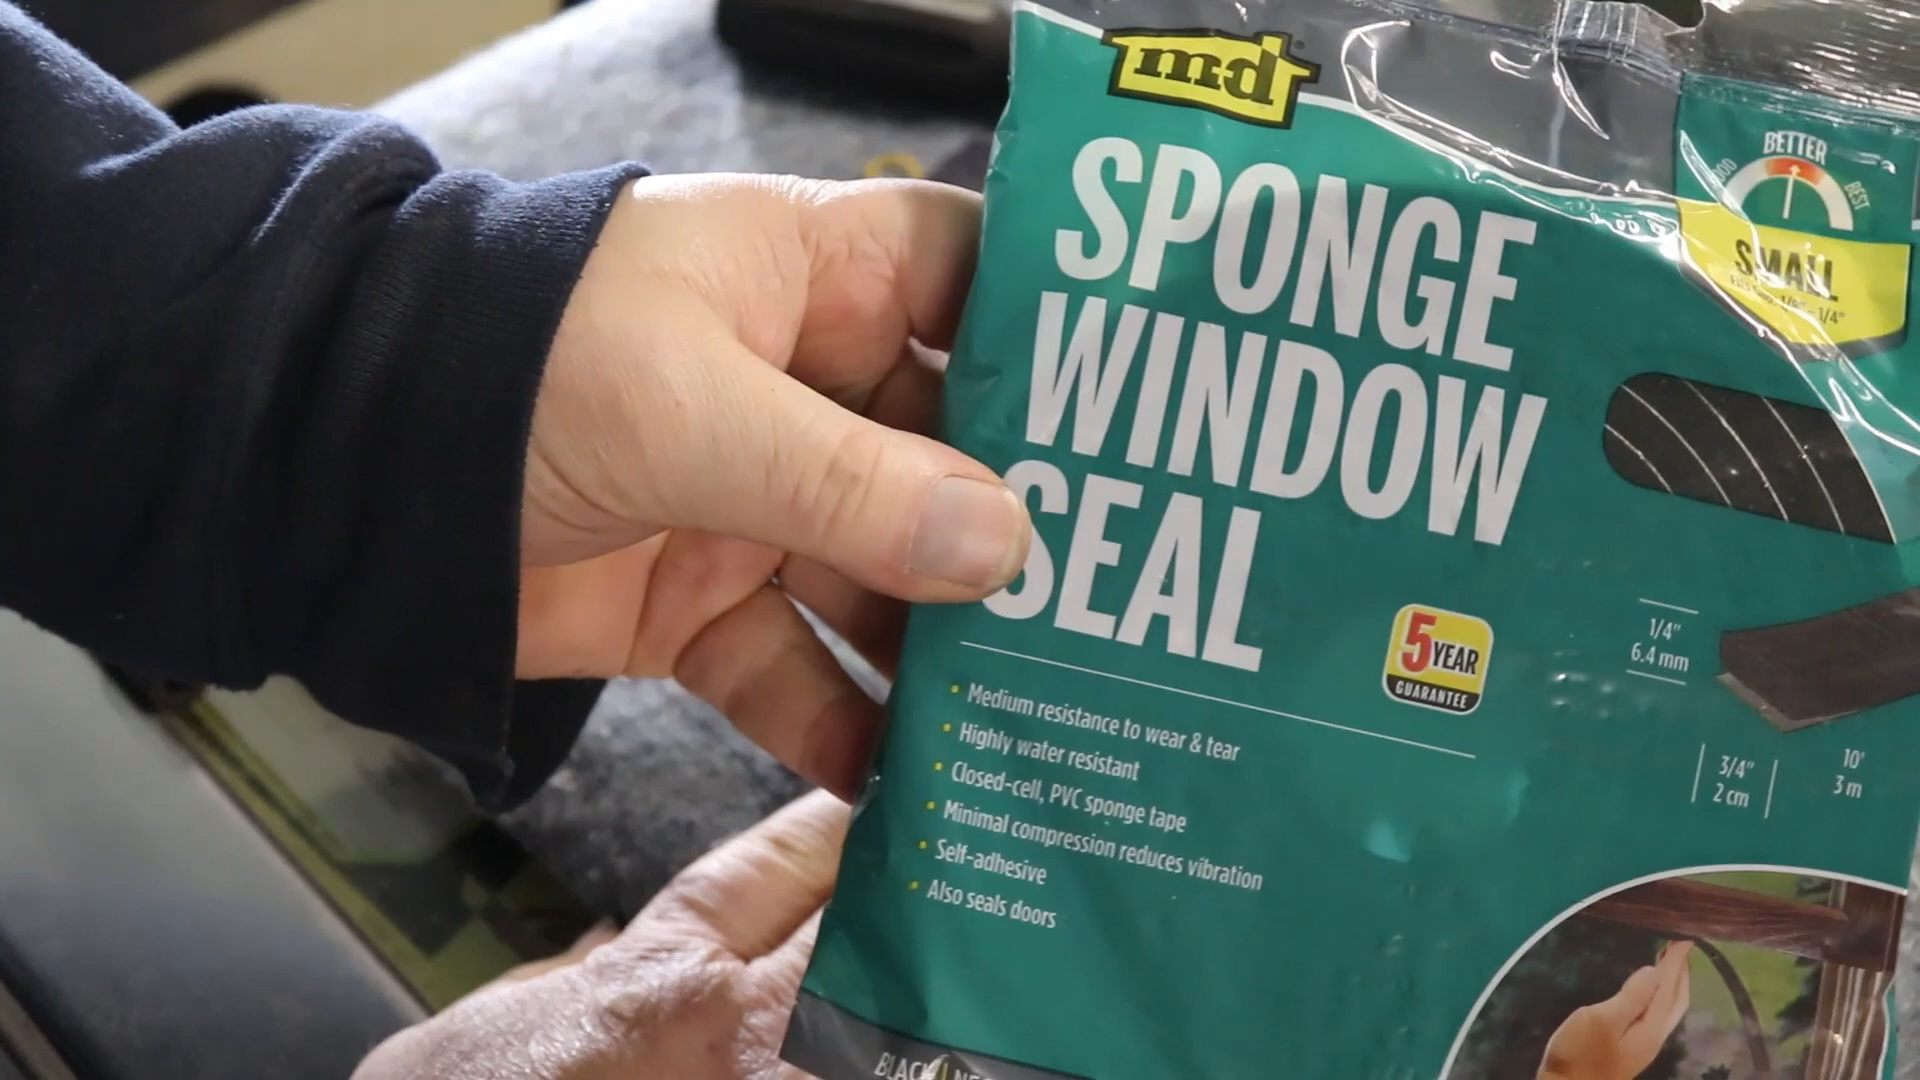 md
SPONGE
WINDOW
SEAL
BETTER
BEST
SMALL
1/4"
5 YEAR
GUARANTEE
• Medium resistance to wear & tear
• Highly water resistant
• Closed-cell, PVC sponge tape
• Minimal compression reduces vibration
• Self-adhesive
• Also seals doors
1/4"
6.4 mm
3/4"
2 cm
10'
3 m
BLACK